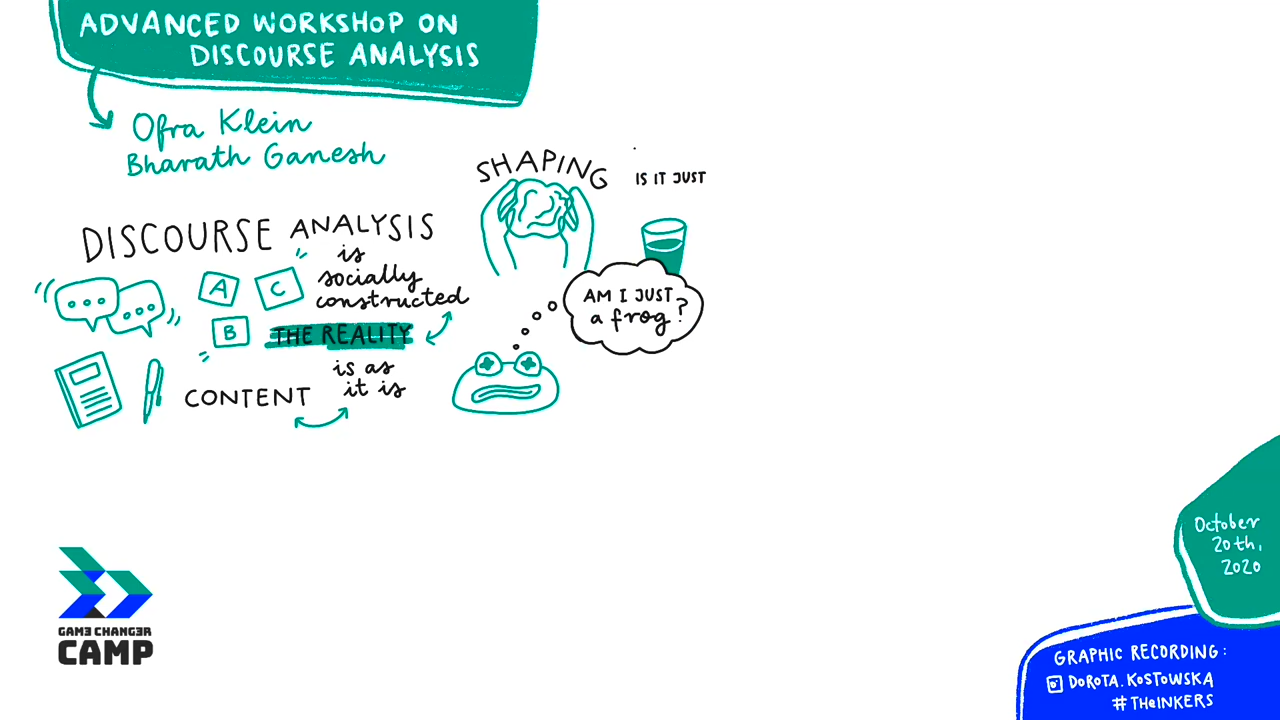 ADVANCED WORKSHOP ON
DISCOURSE ANALYSIS
Ofra Klein
Bharath Ganesh
DISCOURSE ANALYSIS
is
socially
constructed
A
C
B
THE REALITY
is as
it is
CONTENT
SHAPING
IS IT JUST
AM I JUST
a frog?
GAM3 CHANG3R
CAMP
October
20th,
2020
GRAPHIC RECORDING:
DOROTA.KOSTOWSKA
#THeINKERS